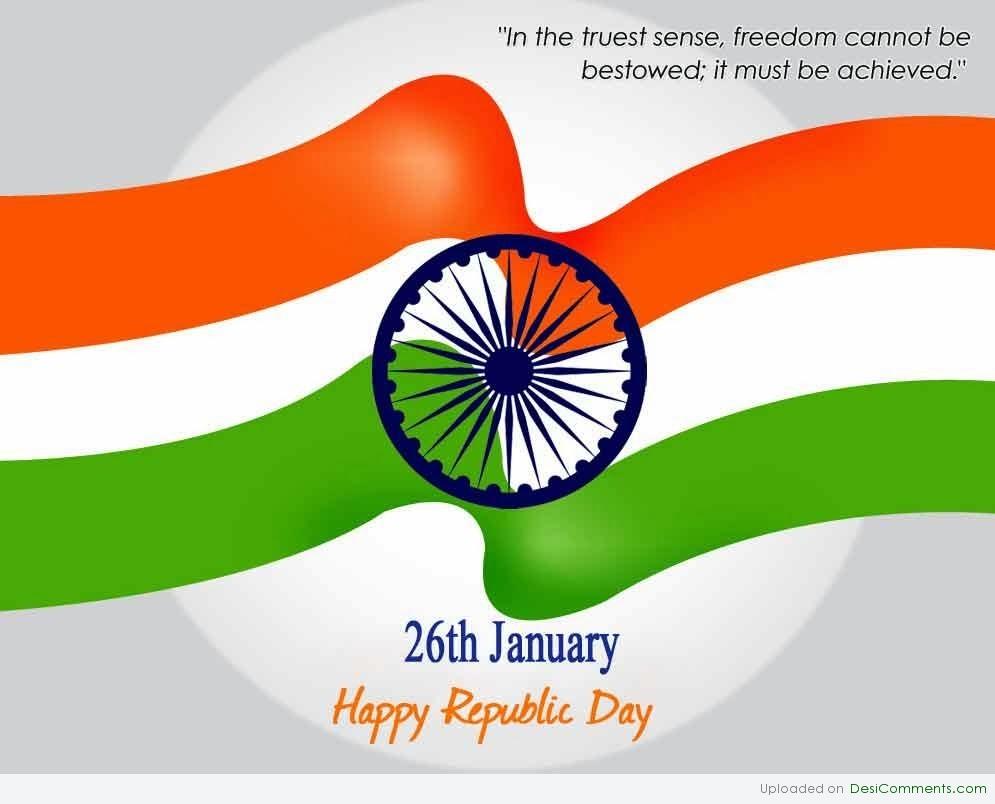 "In the truest sense, freedom cannot be
bestowed; it must be achieved."
26th January
Happy Republic Day
Uploaded on DesiComments.com